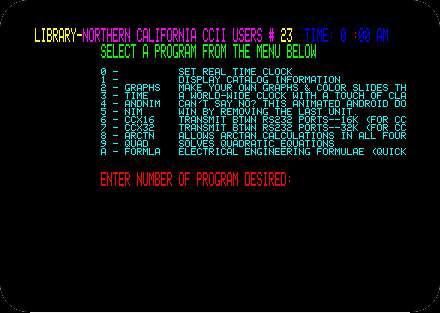 LIBRARY-NORTHERN CALIFORNIA CCII USERS # 23 TIME: 0 :00 AM
SELECT A PROGRAM FROM THE MENU BELOW
0 - SET REAL TIME CLOCK
1 - DISPLAY CATALOG INFORMATION
2 - GRAPHS MAKE YOUR OWN GRAPHS & COLOR SLIDES TH
3 - TIME A WORLD-WIDE CLOCK WITH A TOUCH OF CLA
4 - ANDNIM CAN'T SAY NO? THIS ANIMATED ANDROID DO
5 - NIM WIN BY REMOVING THE LAST UNIT
6 - CCX16 TRANSMIT BTWN RS232 PORTS--16K (FOR CC
7 - CCX32 TRANSMIT BTWN RS232 PORTS--32K (FOR CC
8 - ARCTN ALLOWS ARCTAN CALCULATIONS IN ALL FOUR
9 - QUAD SOLVES QUADRATIC EQUATIONS
A - FORMLA ELECTRICAL ENGINEERING FORMULAE (QUICK
ENTER NUMBER OF PROGRAM DESIRED: